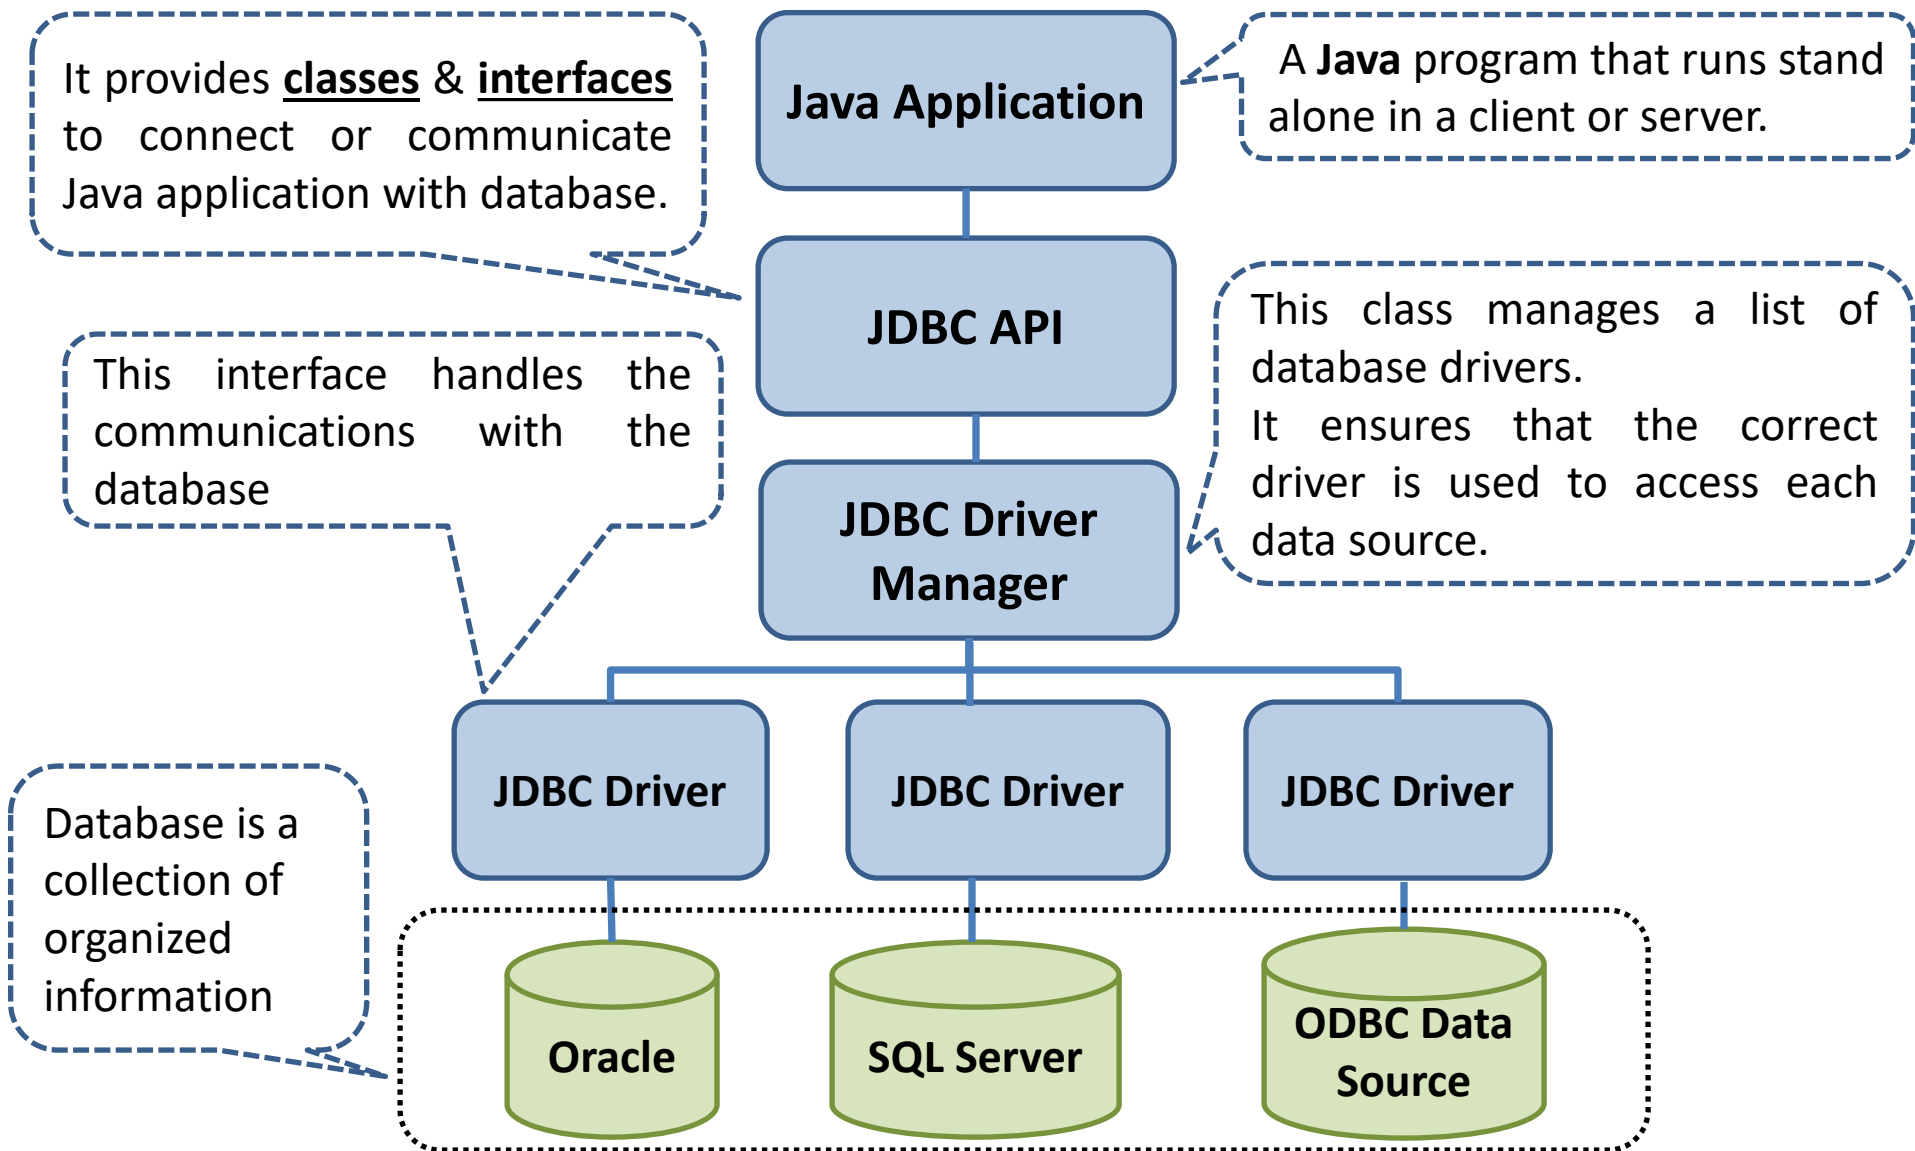 It provides classes & interfaces
to connect or communicate
Java application with database.
Java Application
A Java program that runs stand
alone in a client or server.
JDBC API
This class manages a list of
database drivers.
It ensures that the correct
driver is used to access each
data source.
This interface handles the
communications with the
database
JDBC Driver
Manager
JDBC Driver
JDBC Driver
JDBC Driver
Database is a
collection of
organized
information
Oracle
SQL Server
ODBC Data
Source